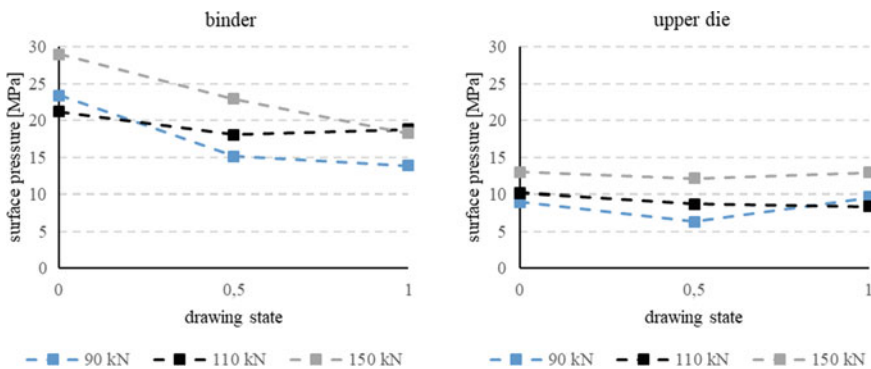 binder
surface pressure [MPa]
30
25
20
15
10
5
0
0
0,5
1
drawing state
90 kN
110 kN
150 kN
upper die
surface pressure [MPa]
30
25
20
15
10
5
0
0
0,5
1
drawing state
90 kN
110 kN
150 kN